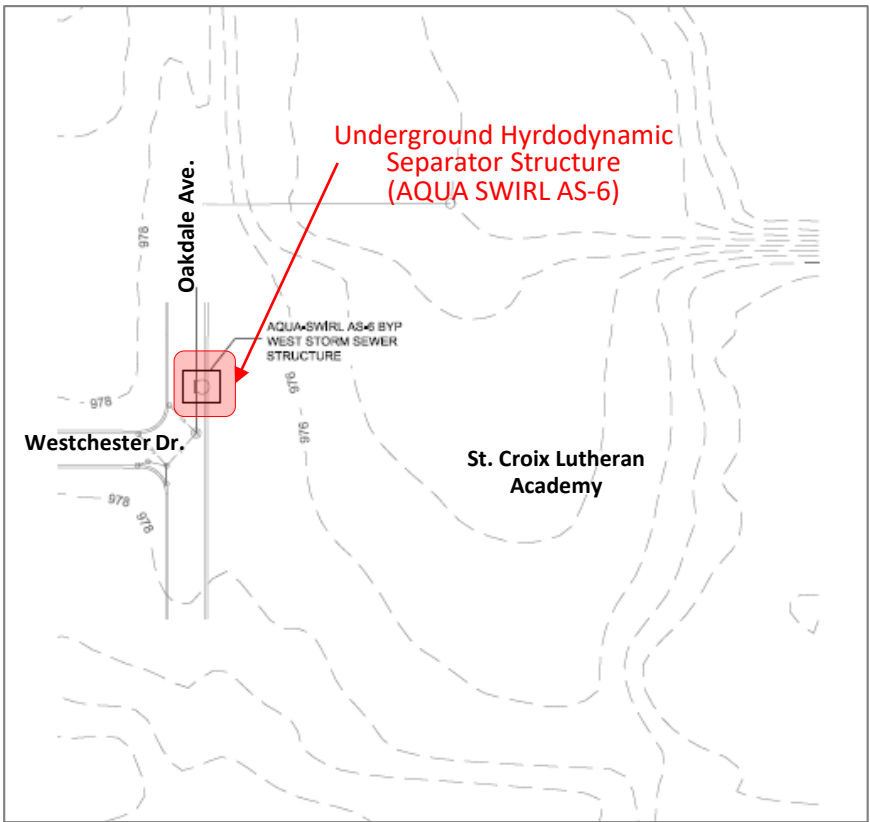 Underground Hyrdodynamic
Separator Structure
(AQUA SWIRL AS-6)
Oakdale Ave.
978
AQUA-SWIRL AS-6 BYP
WEST STORM SEWER
STRUCTURE
976
976
978
Westchester Dr.
St. Croix Lutheran
Academy
978
978